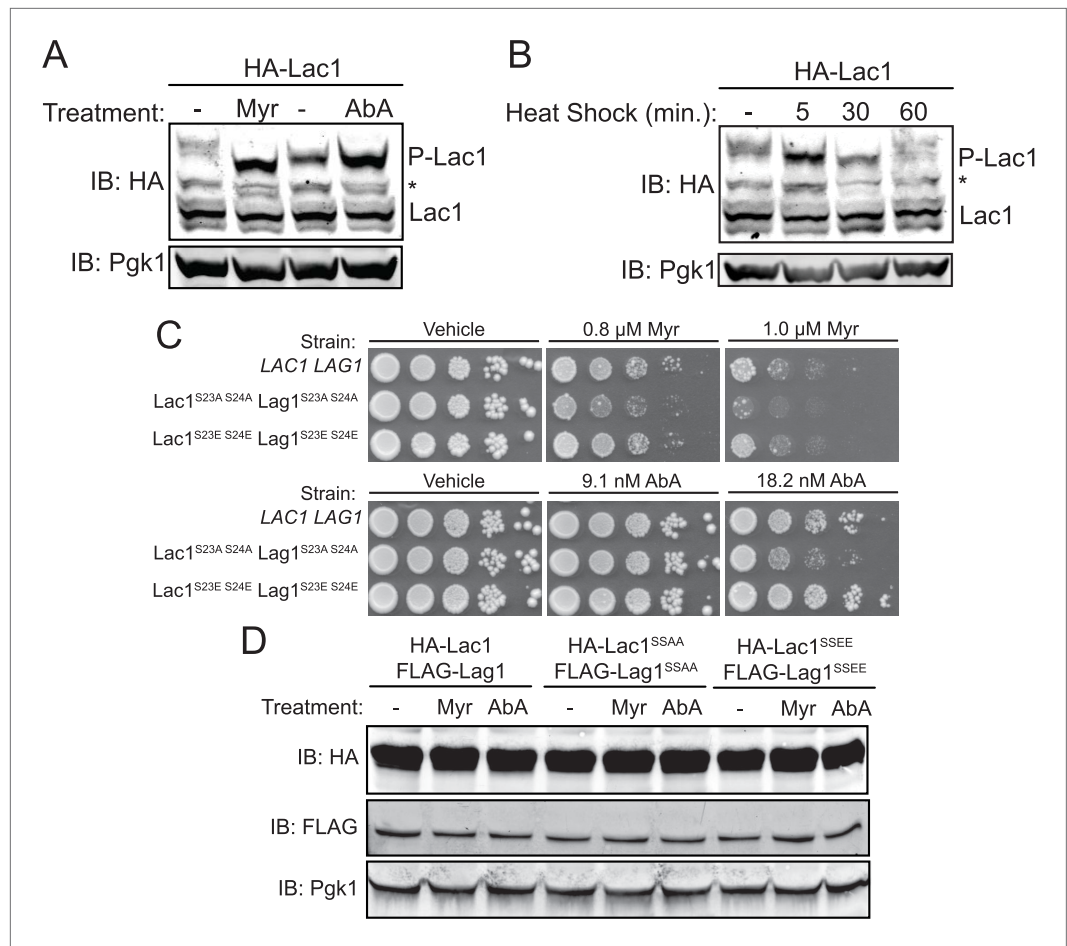 A
HA-Lac1
Treatment: - Myr - AbA
IB: HA
P-Lac1
*
Lac1
IB: Pgk1
B
HA-Lac1
Heat Shock (min.): - 5 30 60
IB: HA
P-Lac1
*
Lac1
IB: Pgk1
C
Strain:
Vehicle 0.8 µM Myr 1.0 µM Myr
LAC1 LAG1
Lac1S23A S24A Lag1S23A S24A
Lac1S23E S24E Lag1S23E S24E
Strain:
Vehicle 9.1 nM AbA 18.2 nM AbA
LAC1 LAG1
Lac1S23A S24A Lag1S23A S24A
Lac1S23E S24E Lag1S23E S24E
D
HA-Lac1
FLAG-Lag1
HA-Lac1SSAA
FLAG-Lag1SSAA
HA-Lac1SSEE
FLAG-Lag1SSEE
Treatment: - Myr AbA - Myr AbA - Myr AbA
IB: HA
IB: FLAG
IB: Pgk1